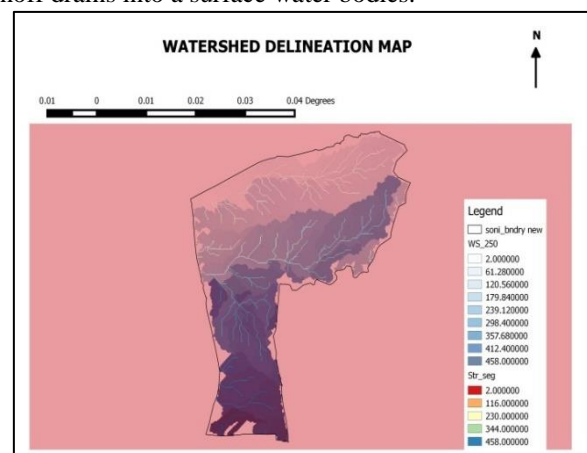 noff drains into a surface water bodies.
WATERSHED DELINEATION MAP
N
0.01 0 0.01 0.02 0.03 0.04 Degrees
Legend
soni_bndry new
WS_250
2.000000
61.280000
120.560000
179.840000
239.120000
298.400000
357.680000
412.400000
458.000000
Str_seg
2.000000
116.000000
230.000000
344.000000
458.000000